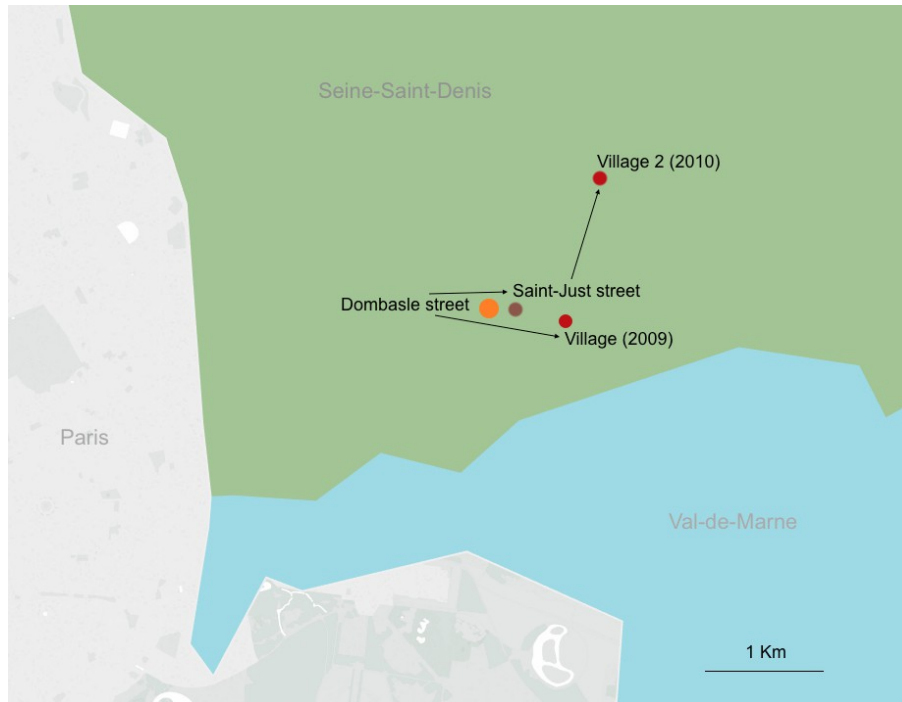 Seine-Saint-Denis
Village 2 (2010)
Saint-Just street
Dombasle street
Village (2009)
Paris
Val-de-Marne
1 Km